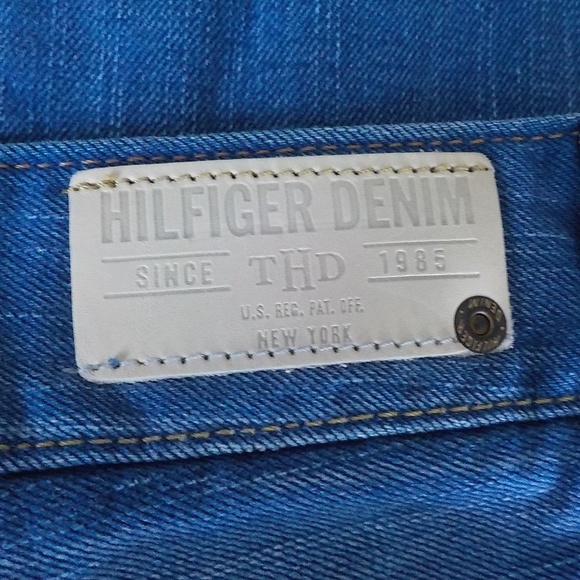 HILFIGER DENIM
SINCE THD 1985
U.S. REG. PAT. OFF.
NEW YORK